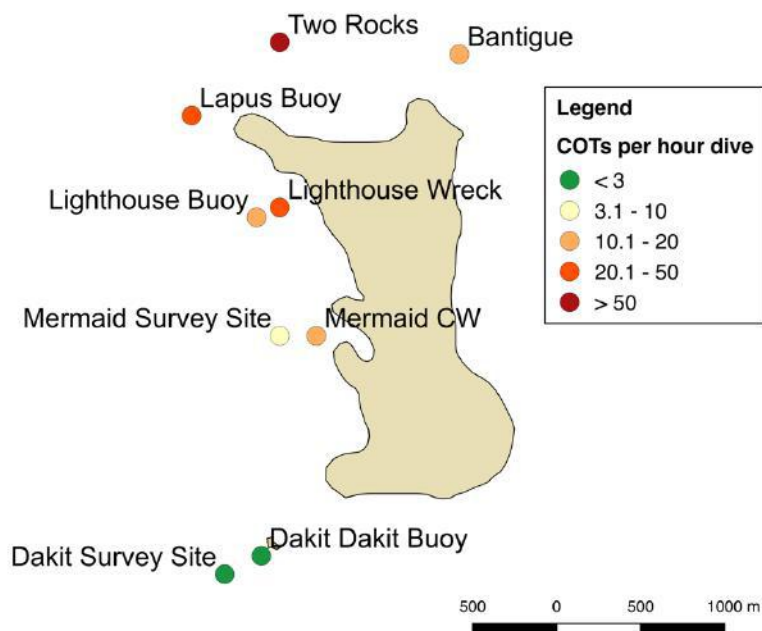 Two Rocks
Bantigue
Lapus Buoy
Legend
COTs per hour dive
< 3
3.1 - 10
10.1 - 20
20.1 - 50
> 50
Lighthouse Buoy
Lighthouse Wreck
Mermaid Survey Site
Mermaid CW
Dakit Dakit Buoy
Dakit Survey Site
500 0 500 1000 m